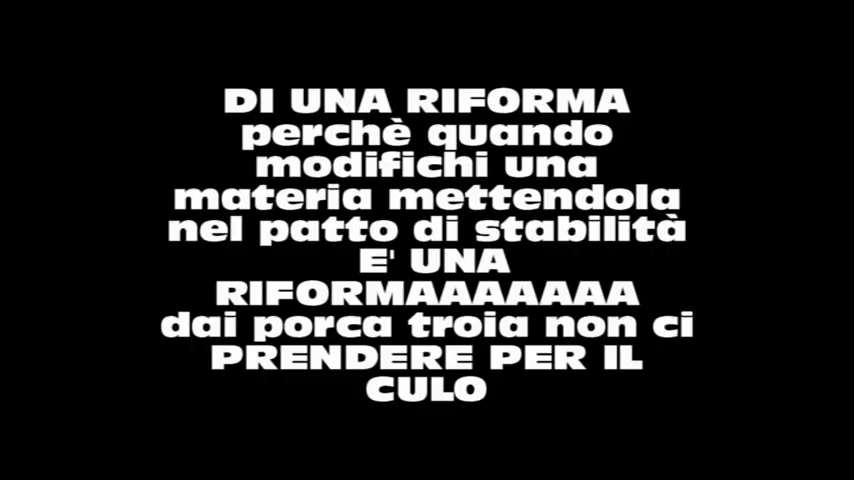 DI UNA RIFORMA
perchè quando
modifichi una
materia mettendola
nel patto di stabilità
E' UNA
RIFORMAAAAAAA
dai porca troia non ci
PRENDERE PER IL
CULO